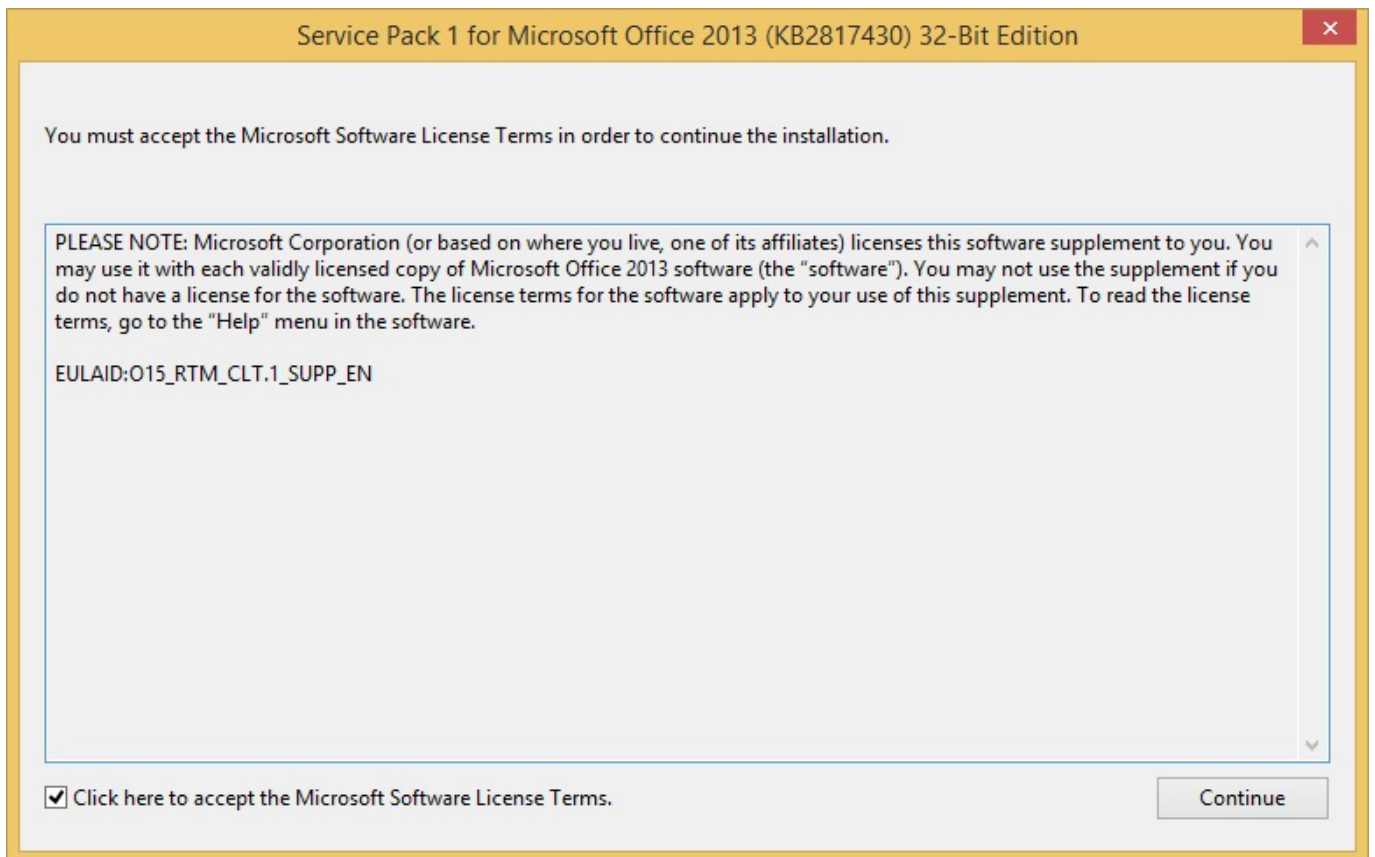 Service Pack 1 for Microsoft Office 2013 (KB2817430) 32-Bit Edition
You must accept the Microsoft Software License Terms in order to continue the installation.
PLEASE NOTE: Microsoft Corporation (or based on where you live, one of its affiliates) licenses this software supplement to you. You
may use it with each validly licensed copy of Microsoft Office 2013 software (the “software”). You may not use the supplement if you
do not have a license for the software. The license terms for the software apply to your use of this supplement. To read the license
terms, go to the “Help” menu in the software.
EULAID:O15_RTM_CLT.1_SUPP_EN
Click here to accept the Microsoft Software License Terms.
Continue